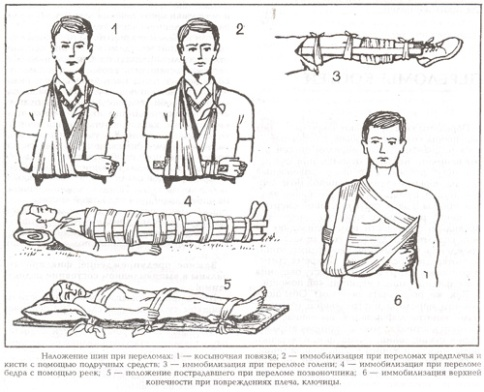 1
2
3
4
5
6
Наложение шин при переломах: 1 — косыночная повязка; 2 — иммобилизация при переломах предплечья и
кисти с помощью подручных средств; 3 — иммобилизация при переломе голени; 4 — иммобилизация при переломе
бедра с помощью реек; 5 — положение пострадавшего при переломе позвоночника; 6 — иммобилизация верхней
конечности при повреждениях плеча, ключицы.